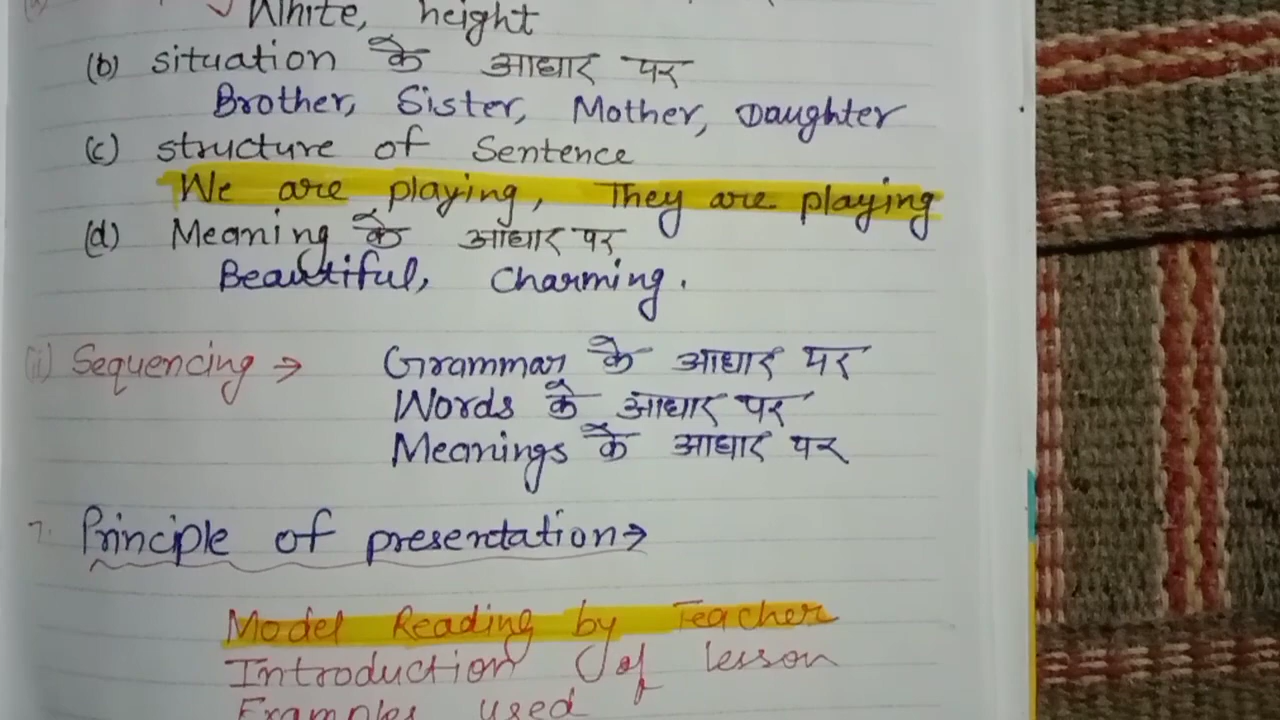 White, height
(b) situation के आधार पर
Brother, Sister, Mother, Daughter
(c) structure of Sentence
We are playing, They are playing
(d) Meaning के आधार पर
Beautiful, Charming.
(ii) Sequencing → Grammar के आधार पर
Words के आधार पर
Meanings के आधार पर
7. Principle of presentation→
Model Reading by Teacher
Introduction of lesson
Examples used